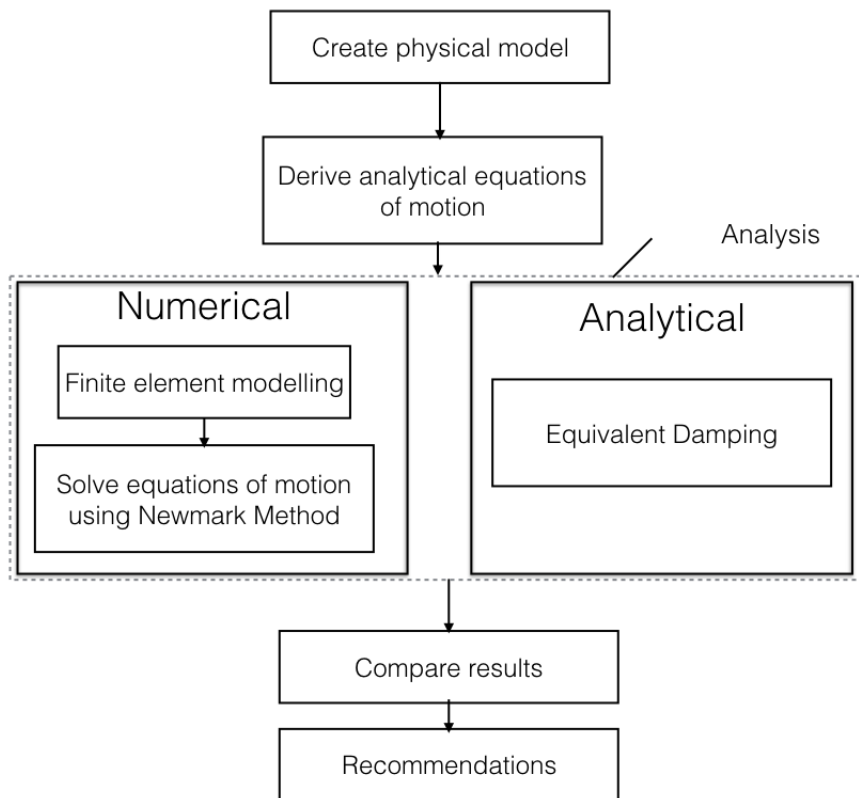 Create physical model
Derive analytical equations
of motion
Analysis
Numerical
Finite element modelling
Solve equations of motion
using Newmark Method
Analytical
Equivalent Damping
Compare results
Recommendations